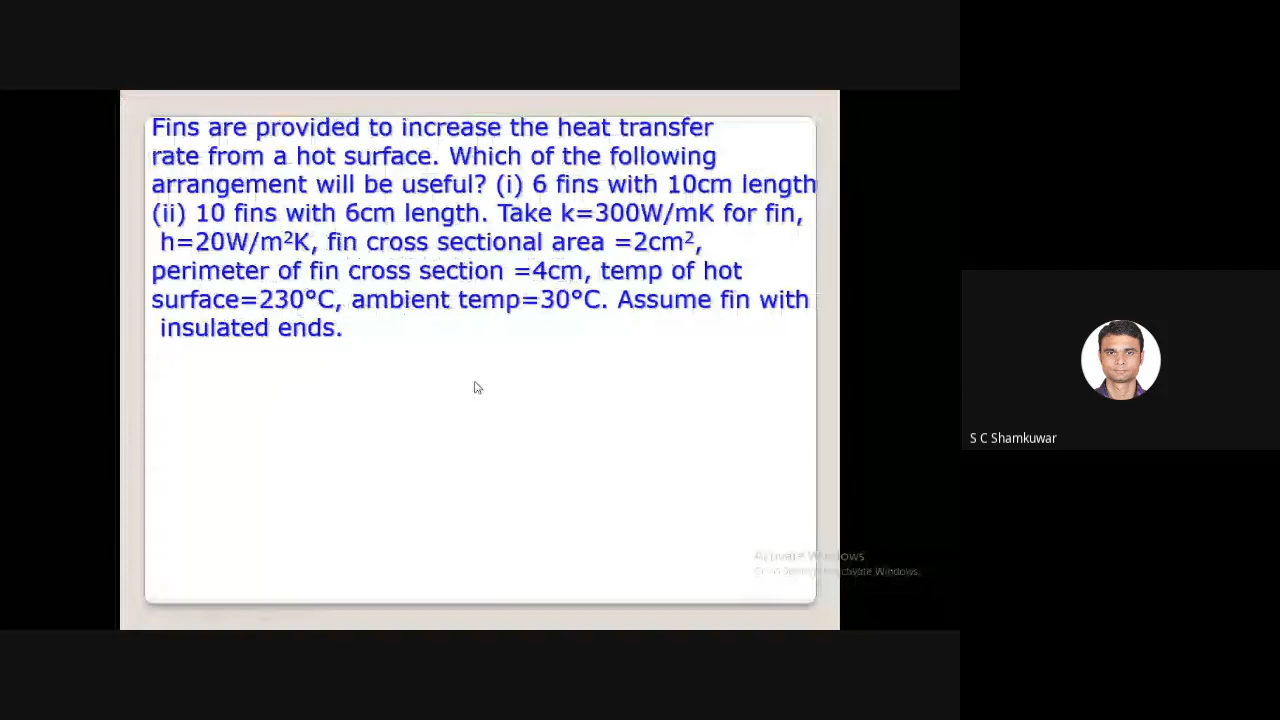 Fins are provided to increase the heat transfer
rate from a hot surface. Which of the following
arrangement will be useful? (i) 6 fins with 10cm length
(ii) 10 fins with 6cm length. Take k=300W/mK for fin,
h=20W/m²K, fin cross sectional area =2cm²,
perimeter of fin cross section =4cm, temp of hot
surface=230°C, ambient temp=30°C. Assume fin with
insulated ends.
S C Shamkuwar
Activate Windows